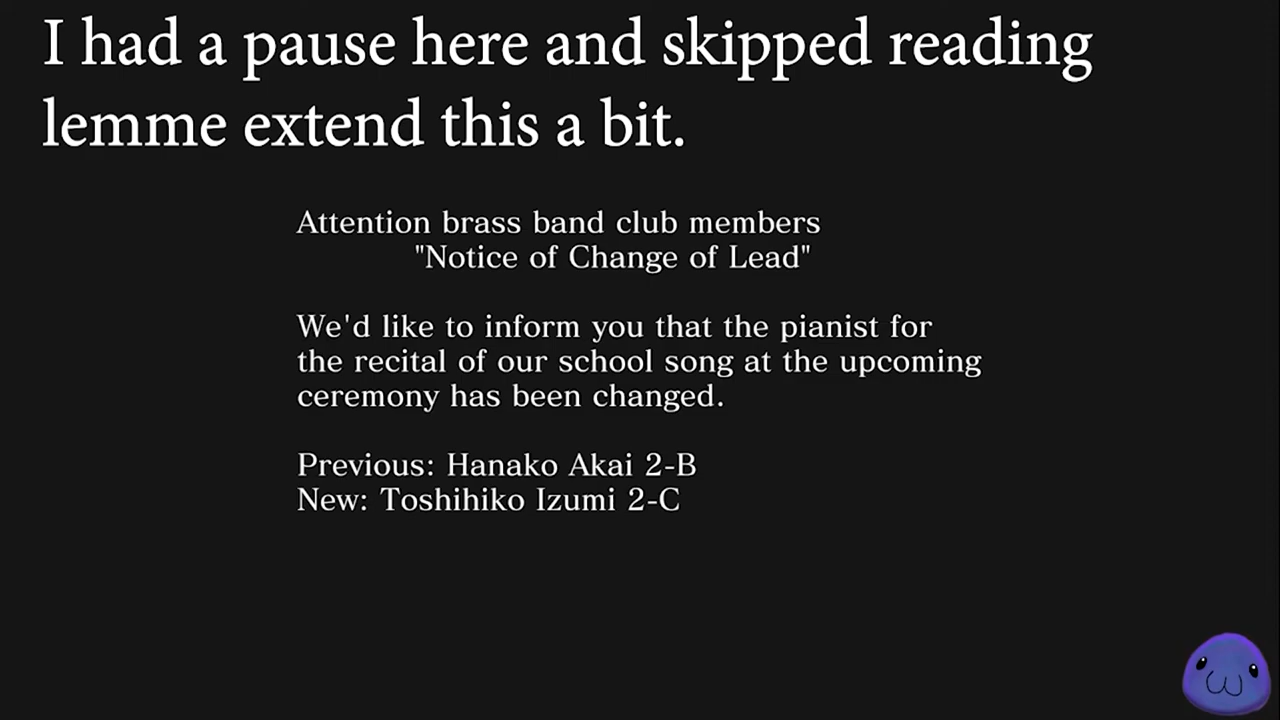 I had a pause here and skipped reading
lemme extend this a bit.
Attention brass band club members
"Notice of Change of Lead"
We'd like to inform you that the pianist for
the recital of our school song at the upcoming
ceremony has been changed.
Previous: Hanako Akai 2-B
New: Toshihiko Izumi 2-C